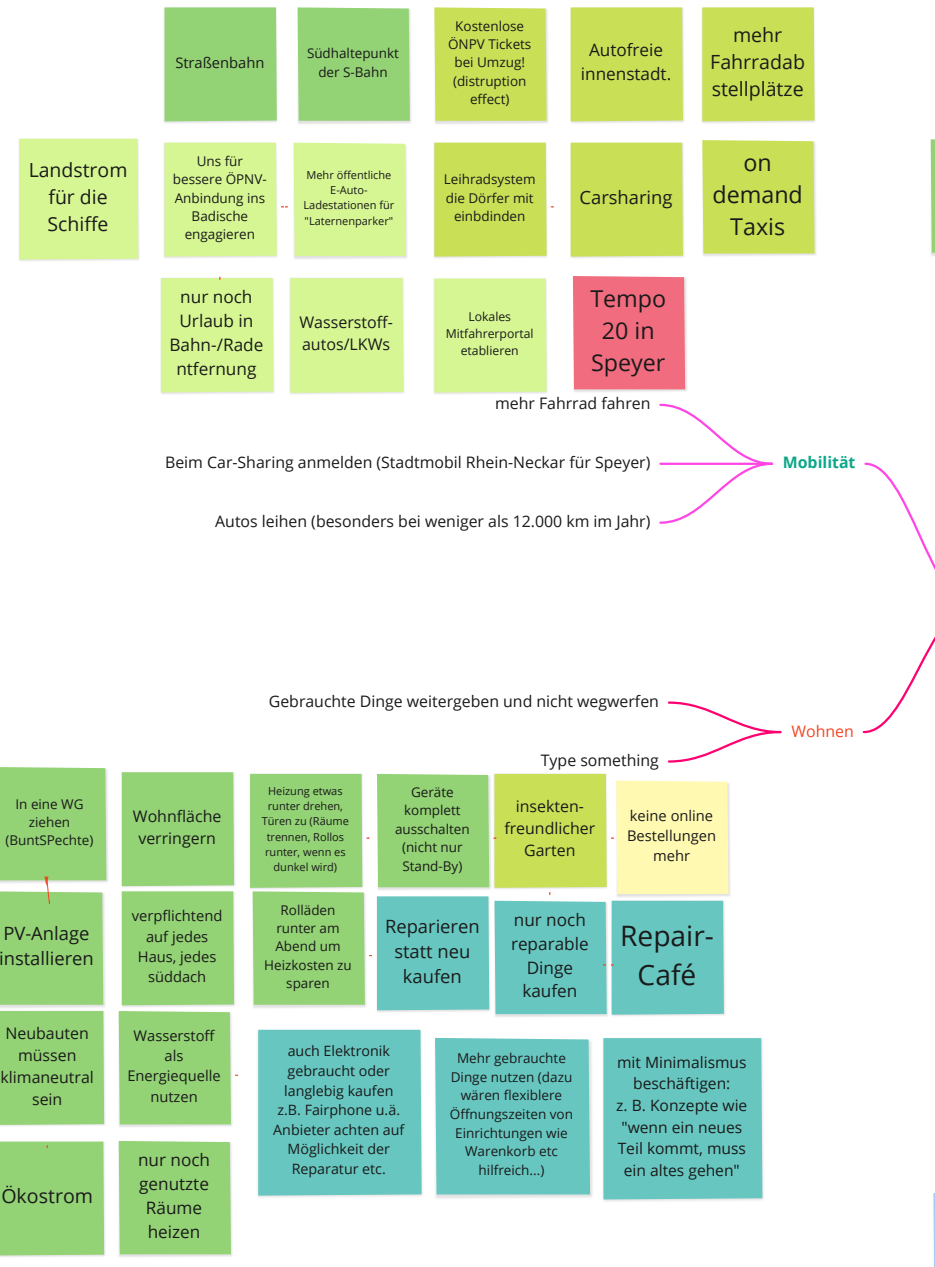 Straßenbahn
Südhaltepunkt
der S-Bahn
Kostenlose
ÖNPV Tickets
bei Umzug!
(distruption
effect)
Autofreie
innenstadt.
mehr
Fahrradab
stellplätze
Landstrom
für die
Schiffe
Uns für
bessere ÖPNV-
Anbindung ins
Badische
engagieren
Mehr öffentliche
E-Auto-
Ladestationen für
"Laternenparker"
Leihradsystem
die Dörfer mit
einbdinden
Carsharing
on
demand
Taxis
nur noch
Urlaub in
Bahn-/Rade
ntfernung
Wasserstoff-
autos/LKWs
Lokales
Mitfahrerportal
etablieren
Tempo
20 in
Speyer
mehr Fahrrad fahren
Beim Car-Sharing anmelden (Stadtmobil Rhein-Neckar für Speyer)
Mobilität
Autos leihen (besonders bei weniger als 12.000 km im Jahr)
Gebrauchte Dinge weitergeben und nicht wegwerfen
Wohnen
Type something
In eine WG
ziehen
(BuntSPechte)
Wohnfläche
verringern
Heizung etwas
runter drehen,
Türen zu (Räume
trennen, Rollos
runter, wenn es
dunkel wird)
Geräte
komplett
ausschalten
(nicht nur
Stand-By)
insekten-
freundlicher
Garten
keine online
Bestellungen
mehr
PV-Anlage
installieren
verpflichtend
auf jedes
Haus, jedes
süddach
Rolläden
runter am
Abend um
Heizkosten zu
sparen
Reparieren
statt neu
kaufen
nur noch
reparable
Dinge
kaufen
Repair-
Café
Neubauten
müssen
klimaneutral
sein
Wasserstoff
als
Energiequelle
nutzen
auch Elektronik
gebraucht oder
langlebig kaufen
z.B. Fairphone u.ä.
Anbieter achten auf
Möglichkeit der
Reparatur etc.
Mehr gebrauchte
Dinge nutzen (dazu
wären flexiblere
Öffnungszeiten von
Einrichtungen wie
Warenkorb etc
hilfreich...)
mit Minimalismus
beschäftigen:
z. B. Konzepte wie
"wenn ein neues
Teil kommt, muss
ein altes gehen"
Ökostrom
nur noch
genutzte
Räume
heizen